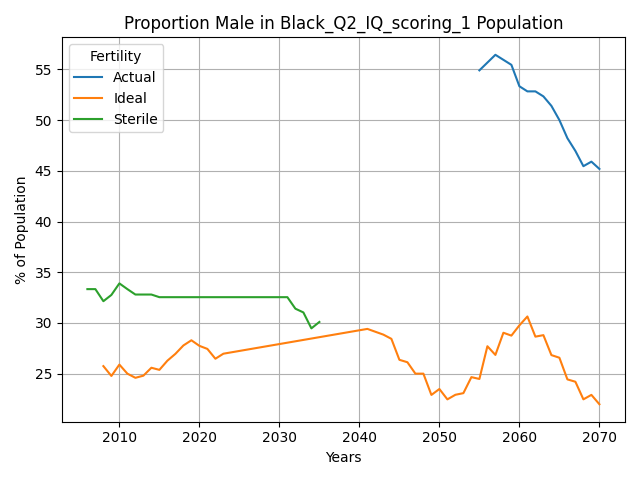 Proportion Male in Black_Q2_IQ_scoring_1 Population
Fertility
Actual
Ideal
Sterile
% of Population
55
50
45
40
35
30
25
2010 2020 2030 2040 2050 2060 2070
Years